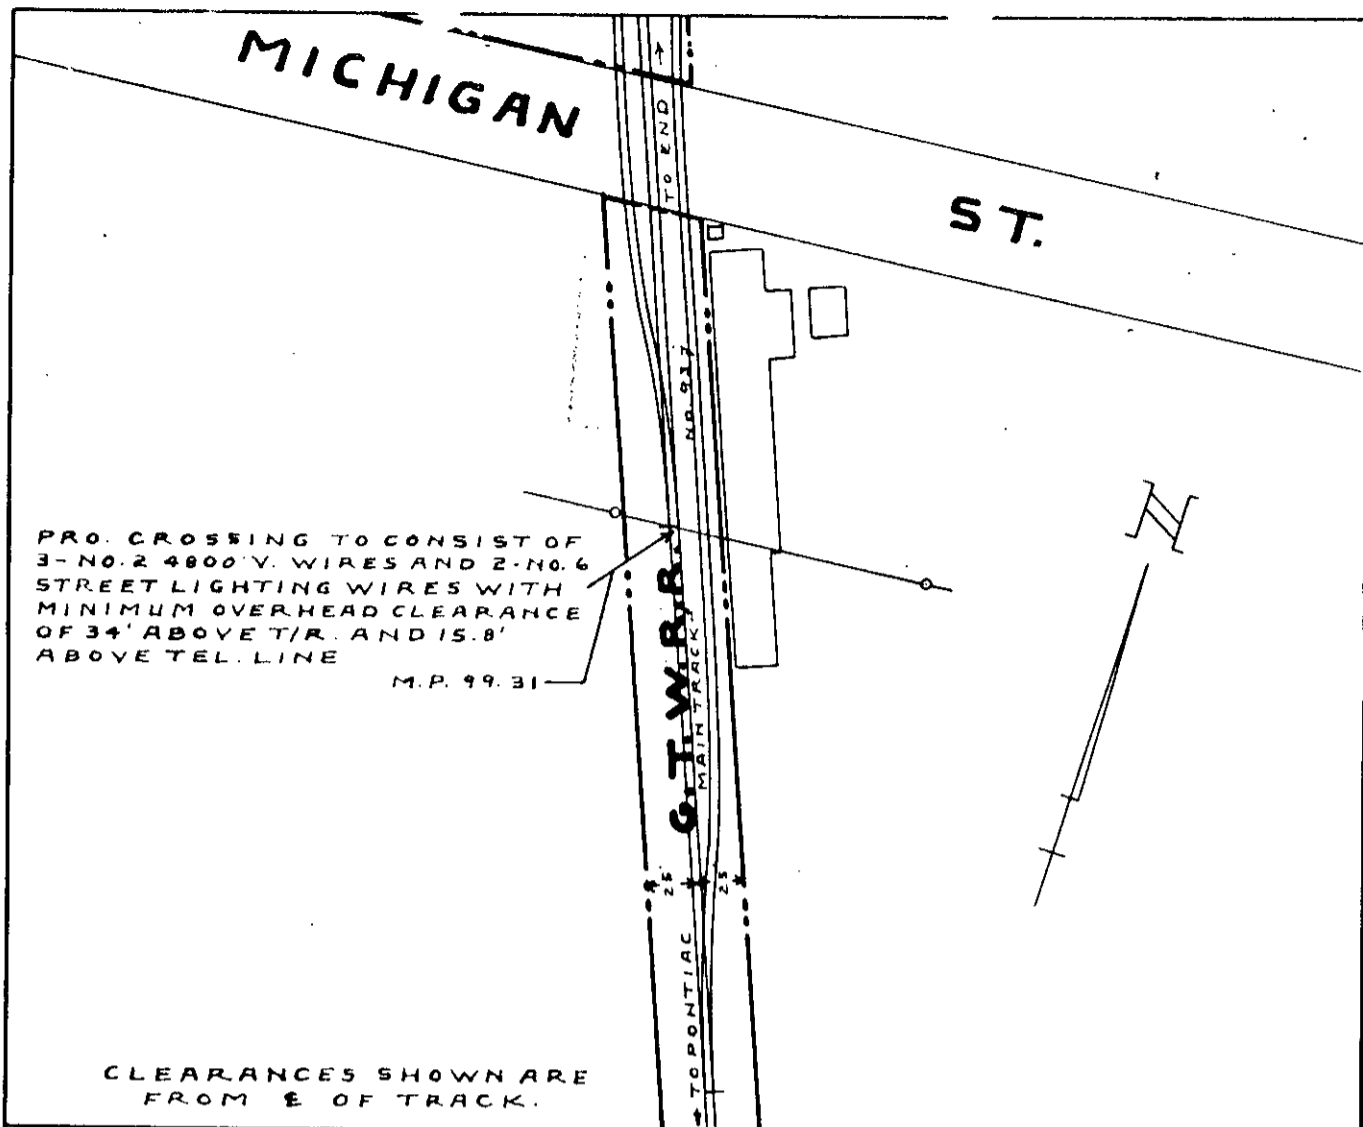 MICHIGAN ST.
TO END
NO. 937
PRO. CROSSING TO CONSIST OF
3-NO.2 4800 V. WIRES AND 2-NO.6
STREET LIGHTING WIRES WITH
MINIMUM OVERHEAD CLEARANCE
OF 34' ABOVE T/R. AND 15.8'
ABOVE TEL. LINE
M.P. 99.31
G.T.W.R.R.
MAIN TRACK
N
25'
25'
TO PONTIAC
CLEARANCES SHOWN ARE
FROM ℄ OF TRACK.